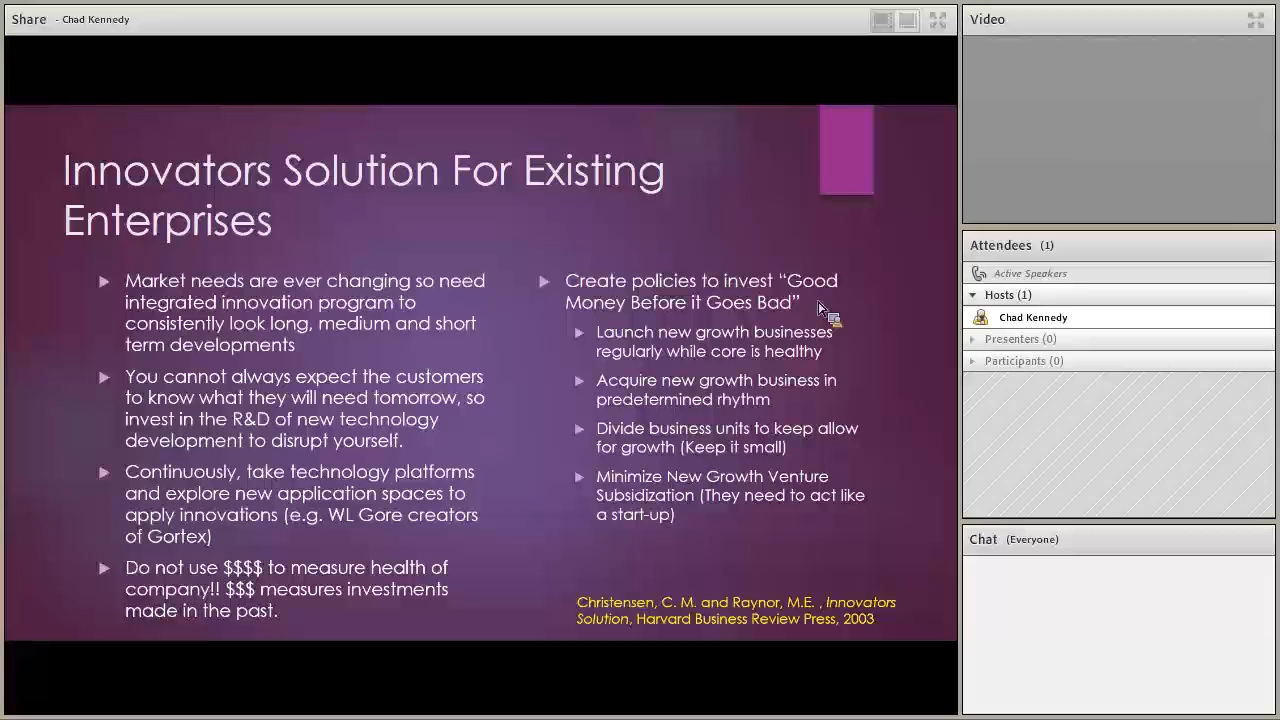 Share - Chad Kennedy
Innovators Solution For Existing
Enterprises
Market needs are ever changing so need
integrated innovation program to
consistently look long, medium and short
term developments
You cannot always expect the customers
to know what they will need tomorrow, so
invest in the R&D of new technology
development to disrupt yourself.
Continuously, take technology platforms
and explore new application spaces to
apply innovations (e.g. WL Gore creators
of Gortex)
Do not use $$$$ to measure health of
company!! $$$ measures investments
made in the past.
Create policies to invest “Good
Money Before it Goes Bad”
Launch new growth businesses
regularly while core is healthy
Acquire new growth business in
predetermined rhythm
Divide business units to keep allow
for growth (Keep it small)
Minimize New Growth Venture
Subsidization (They need to act like
a start-up)
Christensen, C. M. and Raynor, M.E. , Innovators
Solution, Harvard Business Review Press, 2003
Video
Attendees (1)
Active Speakers
Hosts (1)
Chad Kennedy
Presenters (0)
Participants (0)
Chat (Everyone)